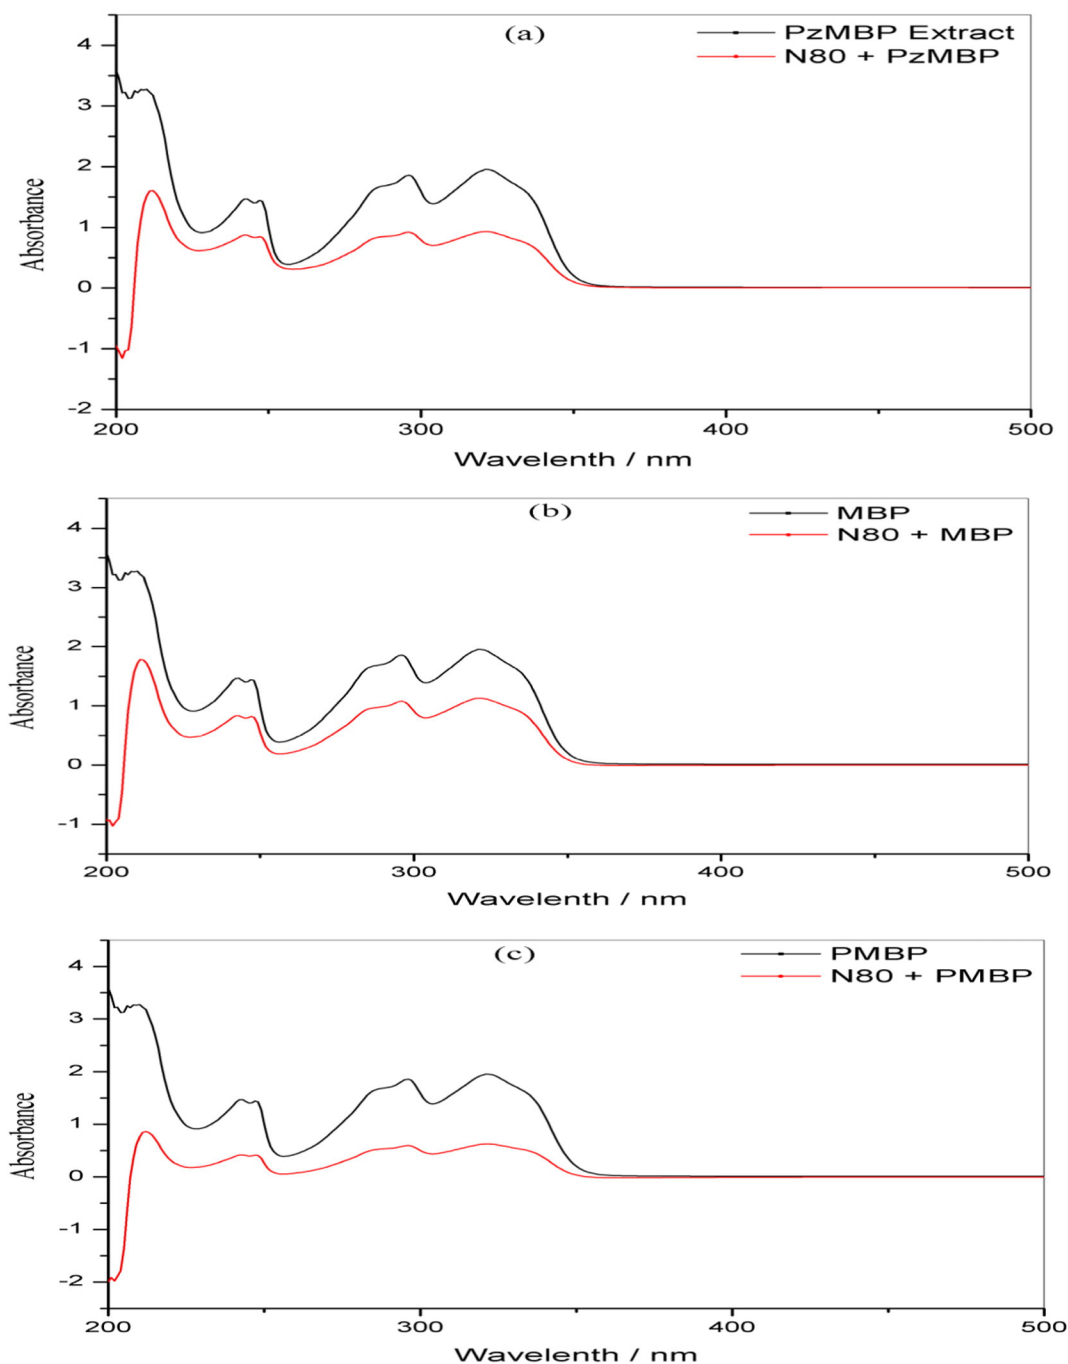 (a)
PzMBP Extract
N80 + PzMBP
4
3
2
1
0
-1
-2
Absorbance
200
300
400
500
Wavelenth / nm
(b)
MBP
N80 + MBP
4
3
2
1
0
-1
Absorbance
200
300
400
500
Wavelenth / nm
(c)
PMBP
N80 + PMBP
4
3
2
1
0
-1
-2
Absorbance
200
300
400
500
Wavelenth / nm